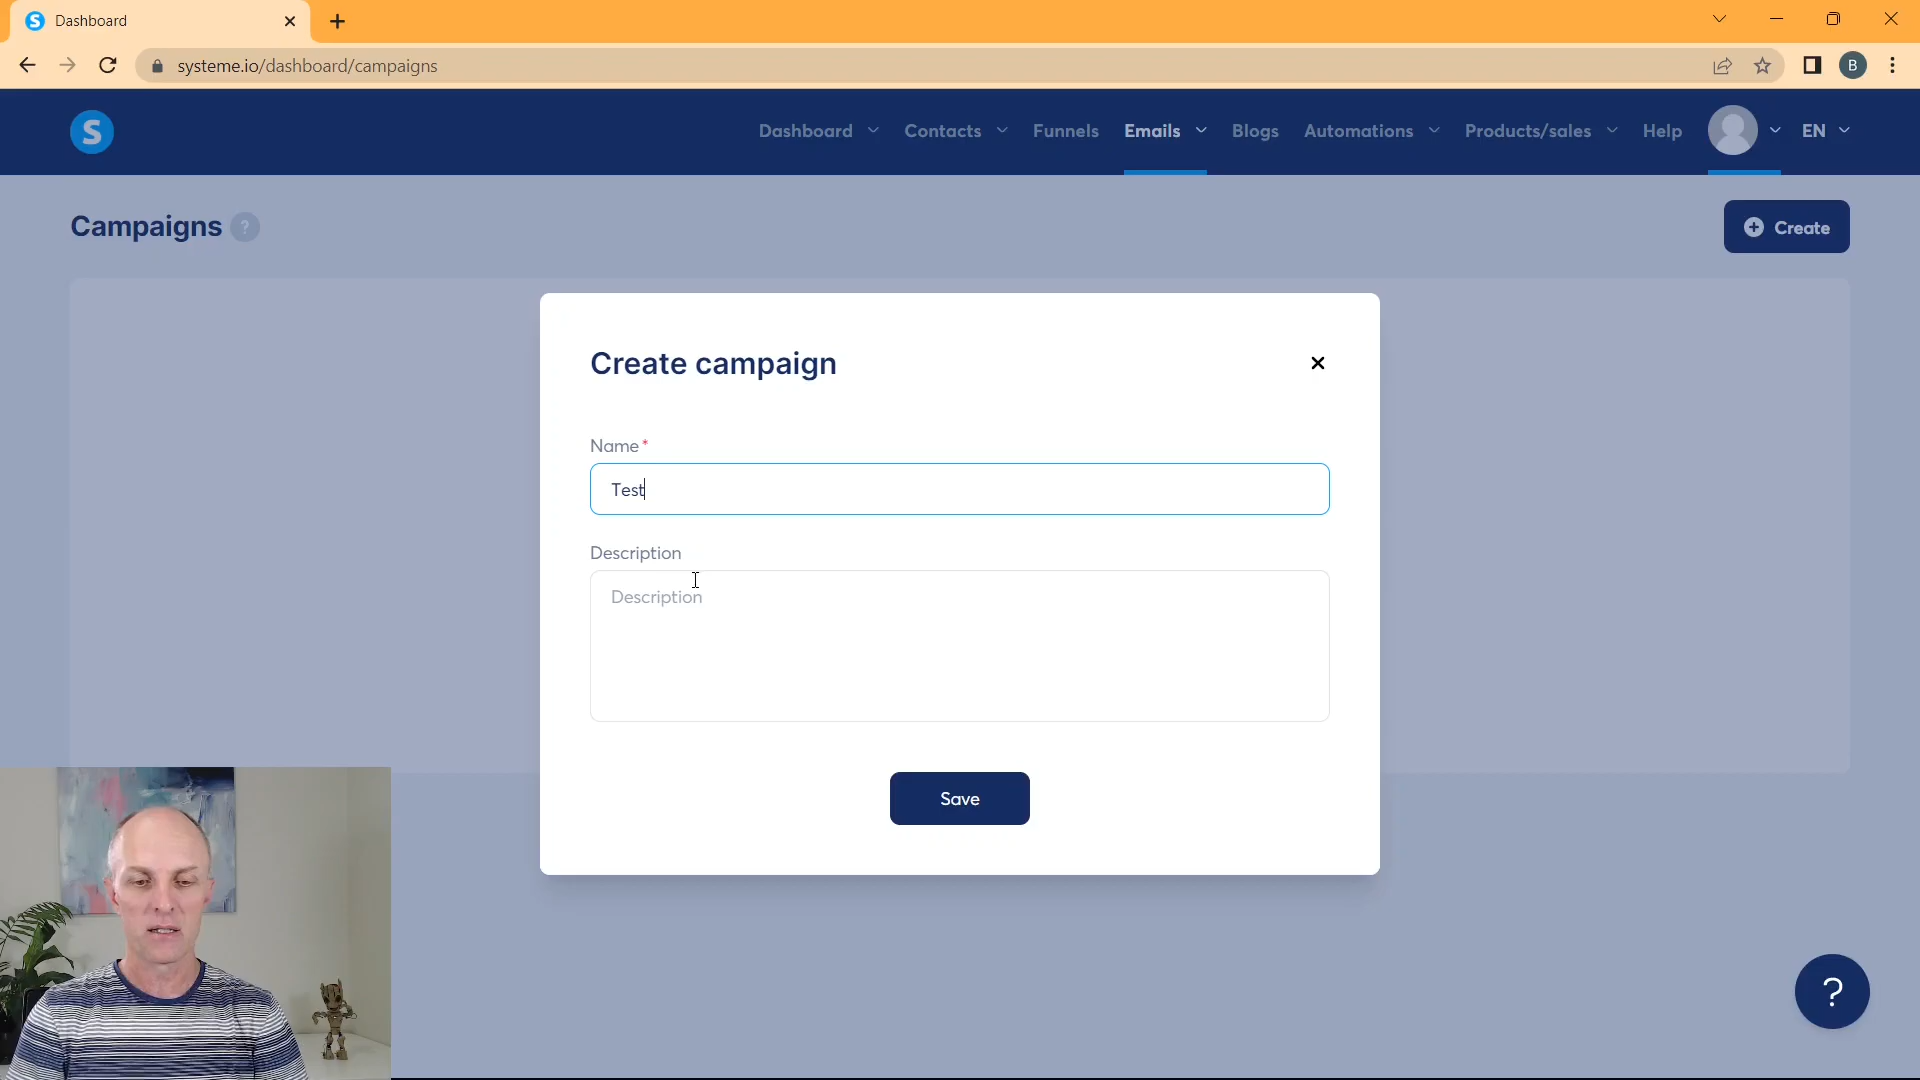 S Dashboard
systeme.io/dashboard/campaigns
B
S
Dashboard Contacts Funnels Emails Blogs Automations Products/sales Help EN
Campaigns ?
Create
Create campaign
Name*
Test
Description
Description
Save
?